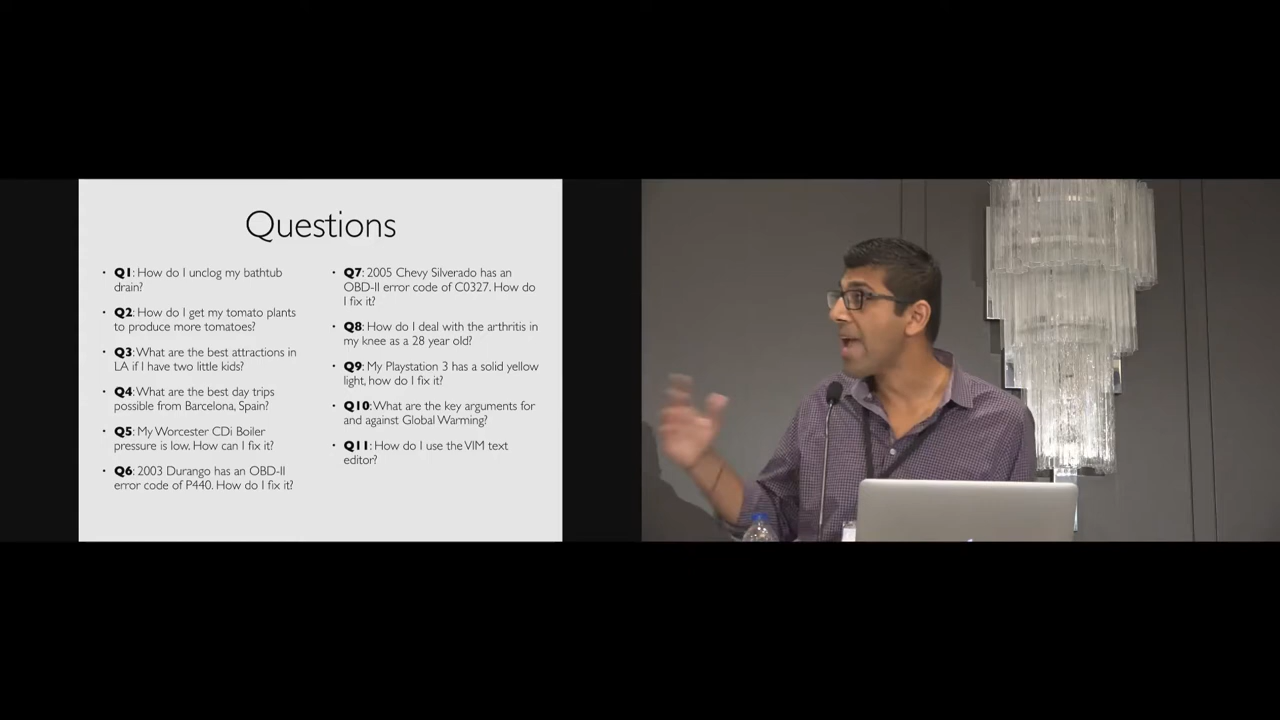 Questions
• Q1: How do I unclog my bathtub
drain?
• Q2: How do I get my tomato plants
to produce more tomatoes?
• Q3: What are the best attractions in
LA if I have two little kids?
• Q4: What are the best day trips
possible from Barcelona, Spain?
• Q5: My Worcester CDi Boiler
pressure is low. How can I fix it?
• Q6: 2003 Durango has an OBD-II
error code of P440. How do I fix it?
• Q7: 2005 Chevy Silverado has an
OBD-II error code of C0327. How do
I fix it?
• Q8: How do I deal with the arthritis in
my knee as a 28 year old?
• Q9: My Playstation 3 has a solid yellow
light, how do I fix it?
• Q10: What are the key arguments for
and against Global Warming?
• Q11: How do I use the VIM text
editor?